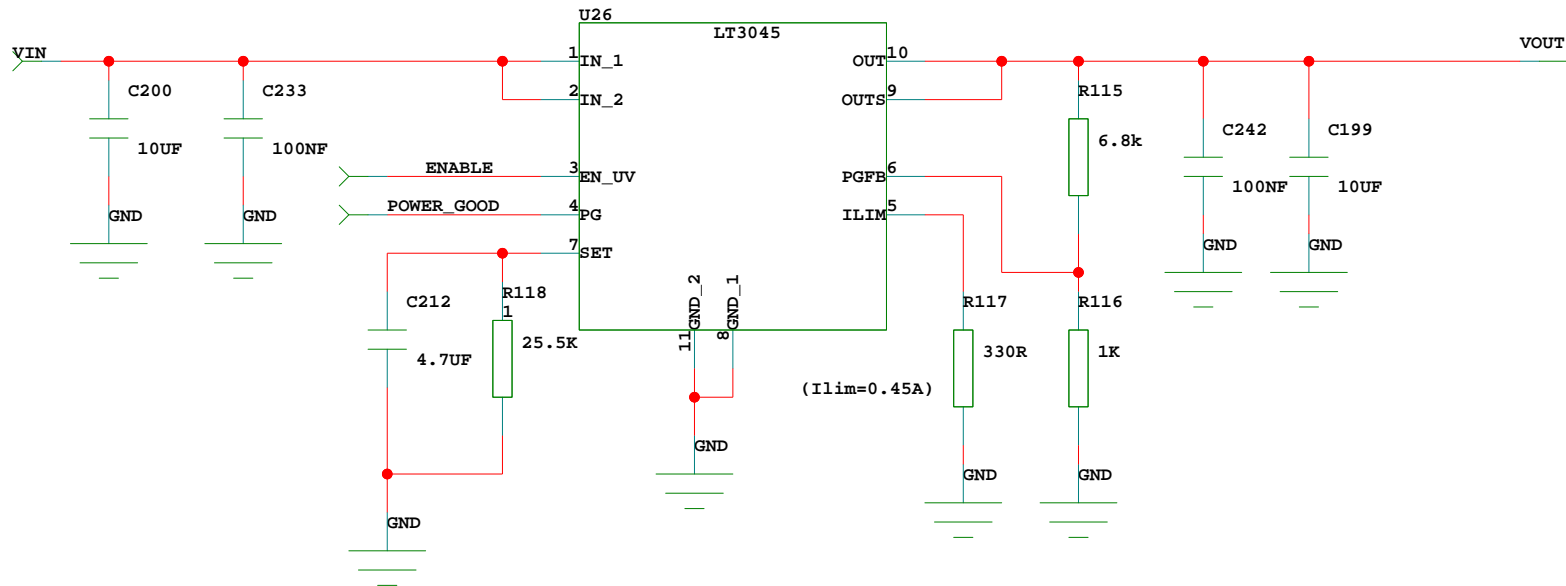 U26
LT3045
VIN
VOUT
1 IN_1
OUT 10
2 IN_2
OUTS 9
C200
10UF
GND
C233
100NF
GND
ENABLE
3 EN_UV
POWER_GOOD
4 PG
7 SET
PGFB 6
ILIM 5
R115
6.8k
C242
100NF
GND
C199
10UF
GND
C212
4.7UF
R118
1
25.5K
GND
11 GND_2
8 GND_1
GND
R117
330R
(Ilim=0.45A)
GND
R116
1K
GND